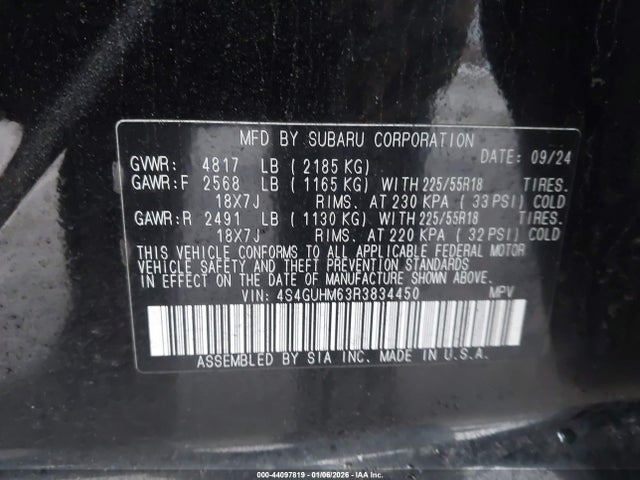 MFD BY SUBARU CORPORATION
DATE: 09/24
GVWR: 4817 LB ( 2185 KG)
GAWR:F 2568 LB ( 1165 KG) WITH 225/55R18 TIRES.
18X7J RIMS. AT 230 KPA ( 33 PSI) COLD
GAWR:R 2491 LB ( 1130 KG) WITH 225/55R18 TIRES.
18X7J RIMS. AT 220 KPA ( 32 PSI) COLD
THIS VEHICLE CONFORMS TO ALL APPLICABLE FEDERAL MOTOR
VEHICLE SAFETY AND THEFT PREVENTION STANDARDS
IN EFFECT ON THE DATE OF MANUFACTURE SHOWN ABOVE.
VIN: 4S4GUHM63R3834450 MPV
ASSEMBLED BY SIA INC. MADE IN U.S.A.
000-44097819 - 01/06/2026 - IAA Inc.